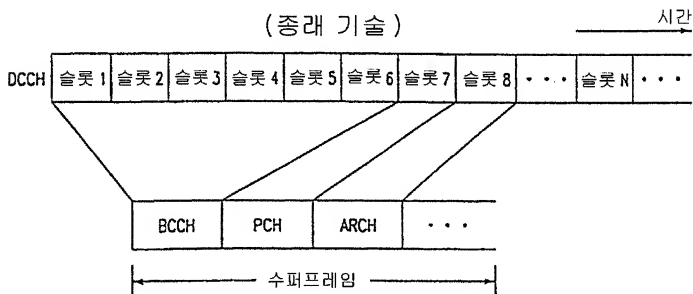 (종래 기술)
시간
DCCH 슬롯 1 슬롯 2 슬롯 3 슬롯 4 슬롯 5 슬롯 6 슬롯 7 슬롯 8 ··· 슬롯 N ···
BCCH PCH ARCH ···
수퍼프레임